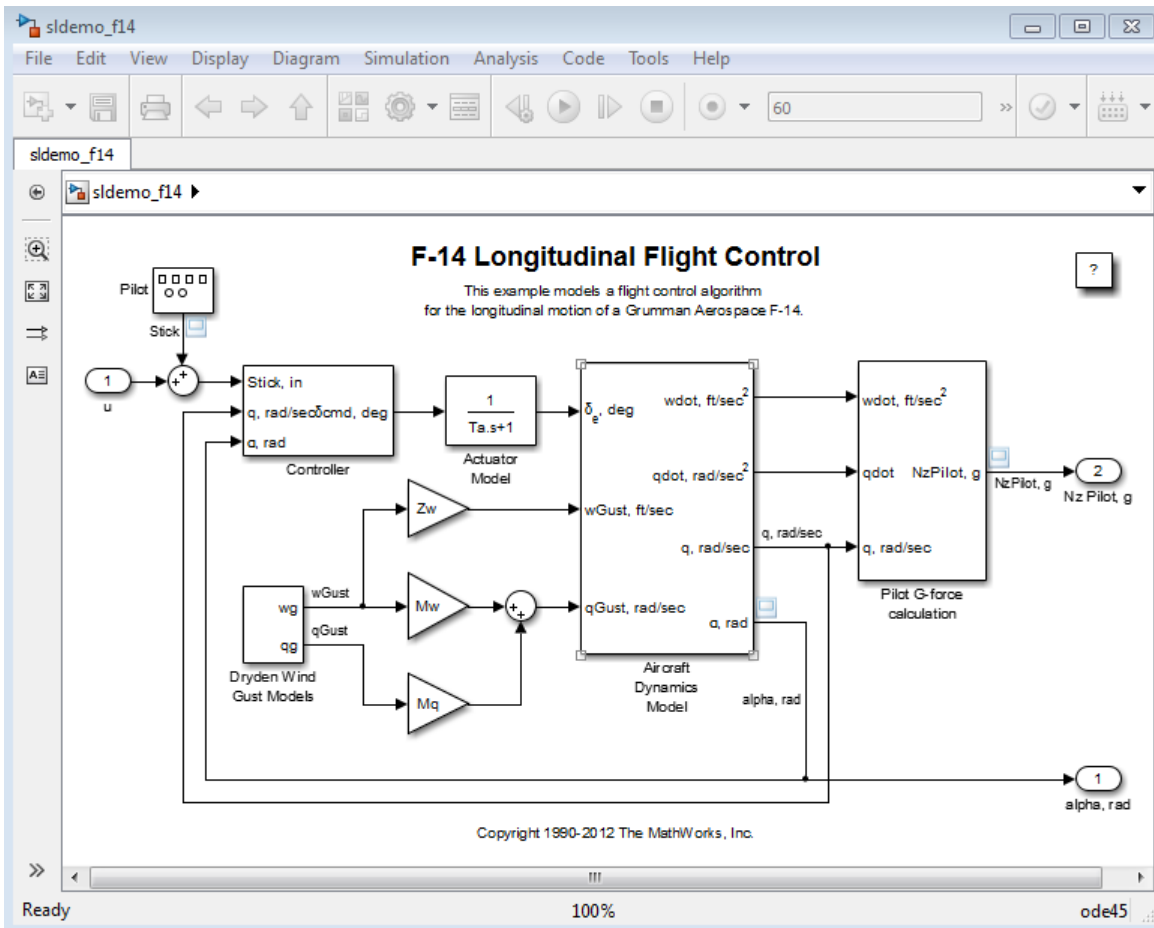 sldemo_f14
File Edit View Display Diagram Simulation Analysis Code Tools Help
60
sldemo_f14
sldemo_f14
F-14 Longitudinal Flight Control
This example models a flight control algorithm
for the longitudinal motion of a Grumman Aerospace F-14.
?
Pilot
Stick
1
u
Stick, in
q, rad/secδcmd, deg
α, rad
Controller
1
Ta.s+1
Actuator
Model
Zw
Mw
Mq
wg
qg
wGust
qGust
Dryden Wind
Gust Models
δe, deg
wGust, ft/sec
qGust, rad/sec
wdot, ft/sec²
qdot, rad/sec²
q, rad/sec
α, rad
Aircraft
Dynamics
Model
q, rad/sec
alpha, rad
wdot, ft/sec²
qdot
q, rad/sec
NzPilot, g
Pilot G-force
calculation
NzPilot, g
2
Nz Pilot, g
1
alpha, rad
Copyright 1990-2012 The MathWorks, Inc.
Ready 100% ode45